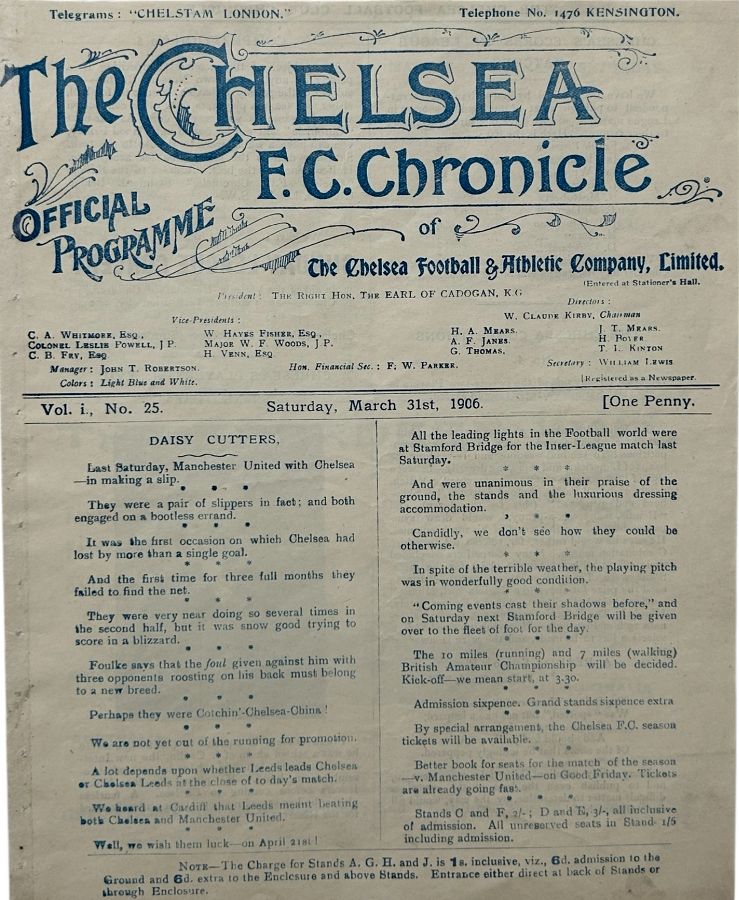 Telegrams: "CHELSTAM LONDON."
Telephone No. 1476 KENSINGTON.
The CHELSEA
F.C. Chronicle
OFFICIAL
PROGRAMME
of
The Chelsea Football & Athletic Company, Limited.
(Entered at Stationer's Hall.
President: THE RIGHT HON. THE EARL OF CADOGAN, K.G
Directors:
Vice-Presidents:
W. CLAUDE KIRBY, Chairman
C. A. WHITMORE, ESQ.,
W. HAYES FISHER, ESQ.,
H. A. MEARS.
J. T. MEARS.
COLONEL LESLIE POWELL, J P.
MAJOR W. F. WOODS, J P.
A. F. JANES.
H. BOYER
C. B. FRY, ESQ.
H. VENN, ESQ
G. THOMAS,
T. L. KINTON
Manager: JOHN T. ROBERTSON.
Hon. Financial Sec.: F. W. PARKER.
Secretary: WILLIAM LEWIS
Colors: Light Blue and White.
[Registered as a Newspaper.
Vol. i., No. 25.
Saturday, March 31st, 1906.
[One Penny.
DAISY CUTTERS,
Last Saturday, Manchester United with Chelsea
—in making a slip.
They were a pair of slippers in fact; and both
engaged on a bootless errand.
It was the first occasion on which Chelsea had
lost by more than a single goal.
And the first time for three full months they
failed to find the net.
They were very near doing so several times in
the second half, but it was snow good trying to
score in a blizzard.
Foulke says that the foul given against him with
three opponents roosting on his back must belong
to a new breed.
Perhaps they were Cotchin'-Chelsea-China!
We are not yet out of the running for promotion.
A lot depends upon whether Leeds leads Chelsea
or Chelsea Leeds at the close of to day's match.
We heard at Cardiff that Leeds meant beating
both Chelsea and Manchester United.
Well, we wish them luck—on April 21st!
All the leading lights in the Football world were
at Stamford Bridge for the Inser-League match last
Saturday.
And were unanimous in their praise of the
ground, the stands and the luxurious dressing
accommodation.
Candidly, we don't see how they could be
otherwise.
In spite of the terrible weather, the playing pitch
was in wonderfully good condition.
"Coming events cast their shadows before," and
on Saturday next Stamford Bridge will be given
over to the fleet of foot for the day.
The 10 miles (running) and 7 miles (walking)
British Amateur Championship will be decided.
Kick-off—we mean start, at 3.30.
Admission sixpence. Grand stands sixpence extra
By special arrangement, the Chelsea F.C. season
tickets will be available.
Better book for seats for the match of the season
—v. Manchester United—on Good Friday. Tickets
are already going fast.
Stands C and F, 2/-; D and E, 3/-, all inclusive
of admission. All unreserved seats in Stand 1/5
including admission.
NOTE—The Charge for Stands A. G. H. and J. is 1s. inclusive, viz., 6d. admission to the
Ground and 6d. extra to the Enclosure and above Stands. Entrance either direct at back of Stands or
through Enclosure.